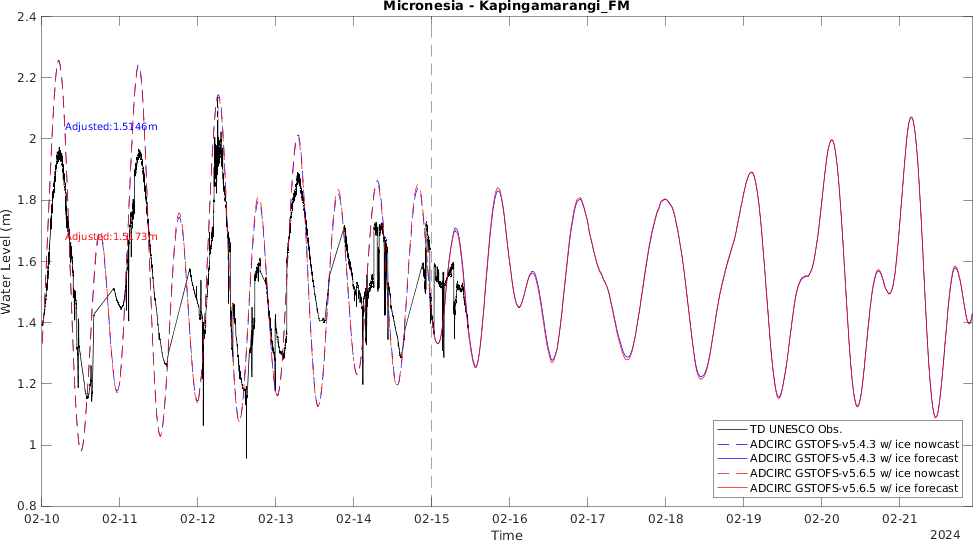 Micronesia - Kapingamarangi_FM
Water Level (m)
2.4
2.2
2
1.8
1.6
1.4
1.2
1
0.8
Adjusted:1.5146m
02-10
02-11
02-12
02-13
02-14
02-15
02-16
02-17
02-18
02-19
02-20
02-21
Time
2024
TD UNESCO Obs.
ADCIRC GSTOFS-v5.4.3 w/ ice nowcast
ADCIRC GSTOFS-v5.4.3 w/ ice forecast
ADCIRC GSTOFS-v5.6.5 w/ ice nowcast
ADCIRC GSTOFS-v5.6.5 w/ ice forecast